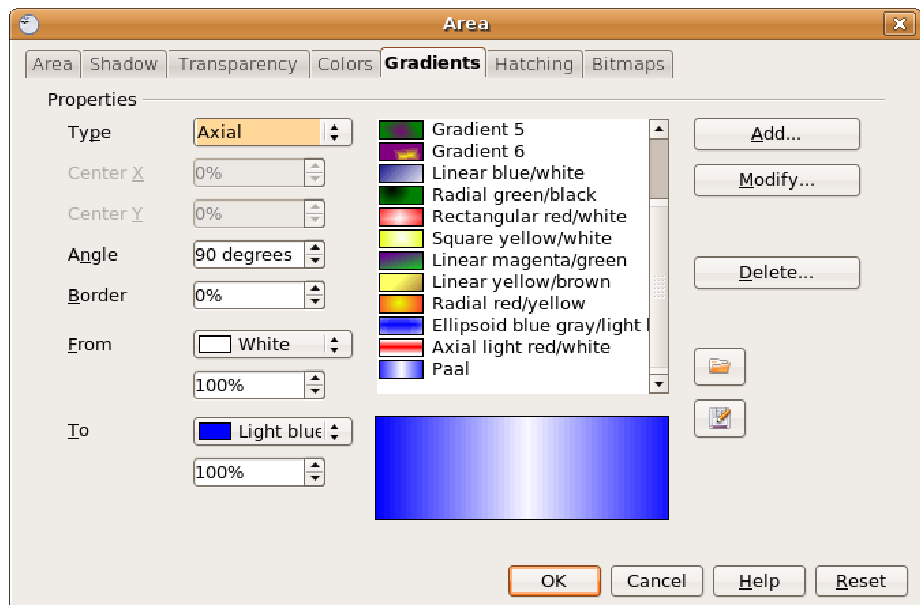 Area
Area Shadow Transparency Colors Gradients Hatching Bitmaps
Properties
Type Axial
Center X 0%
Center Y 0%
Angle 90 degrees
Border 0%
From White
100%
To Light blue
100%
Gradient 5
Gradient 6
Linear blue/white
Radial green/black
Rectangular red/white
Square yellow/white
Linear magenta/green
Linear yellow/brown
Radial red/yellow
Ellipsoid blue gray/light l
Axial light red/white
Paal
Add...
Modify...
Delete...
OK Cancel Help Reset